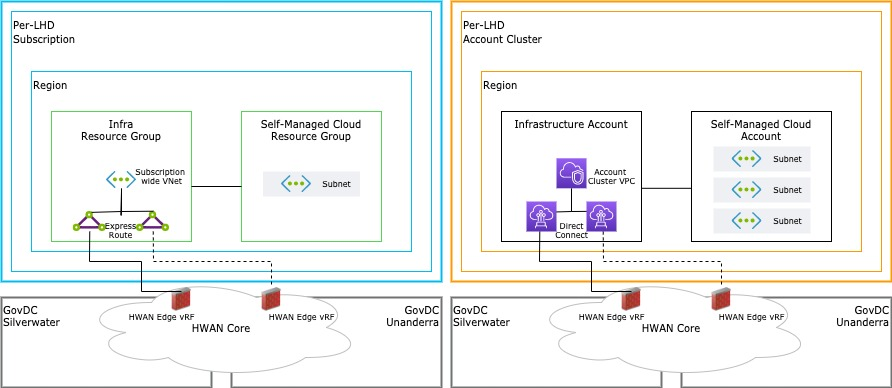 Per-LHD
Subscription
Region
Infra
Resource Group
Subscription
wide VNet
Express
Route
Self-Managed Cloud
Resource Group
Subnet
GovDC
Silverwater
HWAN Edge vRF
HWAN Edge vRF
HWAN Core
GovDC
Unanderra
Per-LHD
Account Cluster
Region
Infrastructure Account
Account
Cluster VPC
Direct
Connect
Self-Managed Cloud
Account
Subnet
Subnet
Subnet
GovDC
Silverwater
HWAN Edge vRF
HWAN Edge vRF
HWAN Core
GovDC
Unanderra